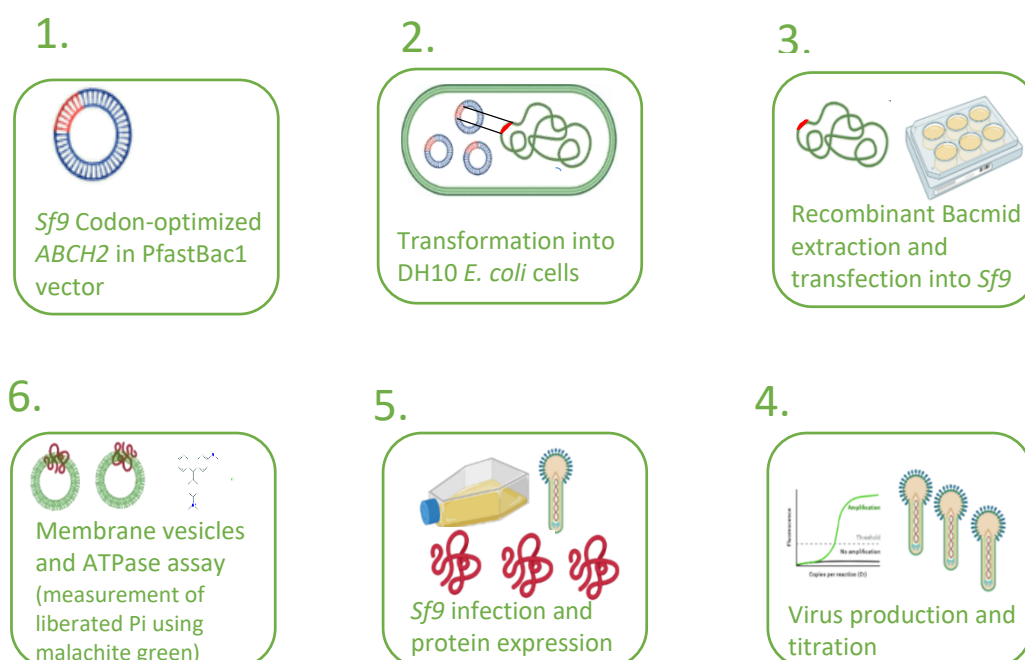 1.
Sf9 Codon-optimized
ABCH2 in PfastBac1
vector
2.
Transformation into
DH10 E. coli cells
3.
Recombinant Bacmid
extraction and
transfection into Sf9
6.
Membrane vesicles
and ATPase assay
(measurement of
liberated Pi using
malachite green)
5.
Sf9 infection and
protein expression
4.
Fluorescence
Amplification
Threshold
No amplification
Copies per reaction (Ct)
Virus production and
titration